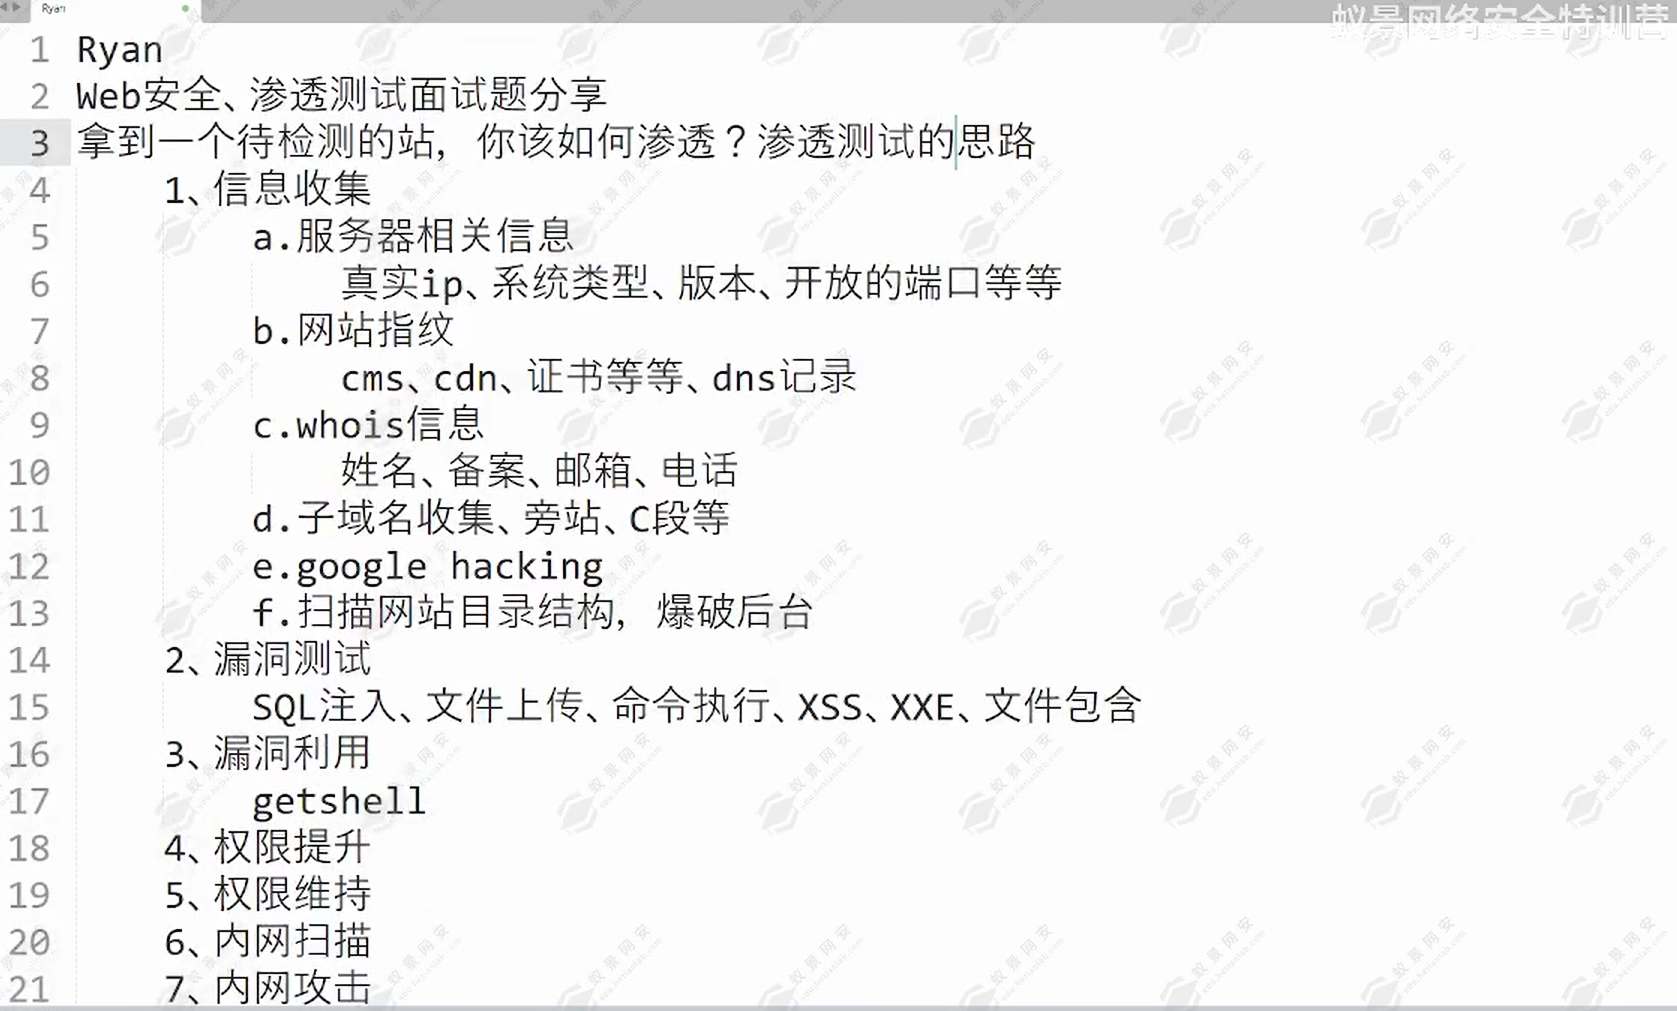 Ryan
蚁景网络安全特训营
1 Ryan
2 Web安全、渗透测试面试题分享
3 拿到一个待检测的站，你该如何渗透？渗透测试的思路
4 1、信息收集
5 a.服务器相关信息
6 真实ip、系统类型、版本、开放的端口等等
7 b.网站指纹
8 cms、cdn、证书等等、dns记录
9 c.whois信息
10 姓名、备案、邮箱、电话
11 d.子域名收集、旁站、C段等
12 e.google hacking
13 f.扫描网站目录结构，爆破后台
14 2、漏洞测试
15 SQL注入、文件上传、命令执行、XSS、XXE、文件包含
16 3、漏洞利用
17 getshell
18 4、权限提升
19 5、权限维持
20 6、内网扫描
21 7、内网攻击
蚁景网安
edu.hetianlab.com